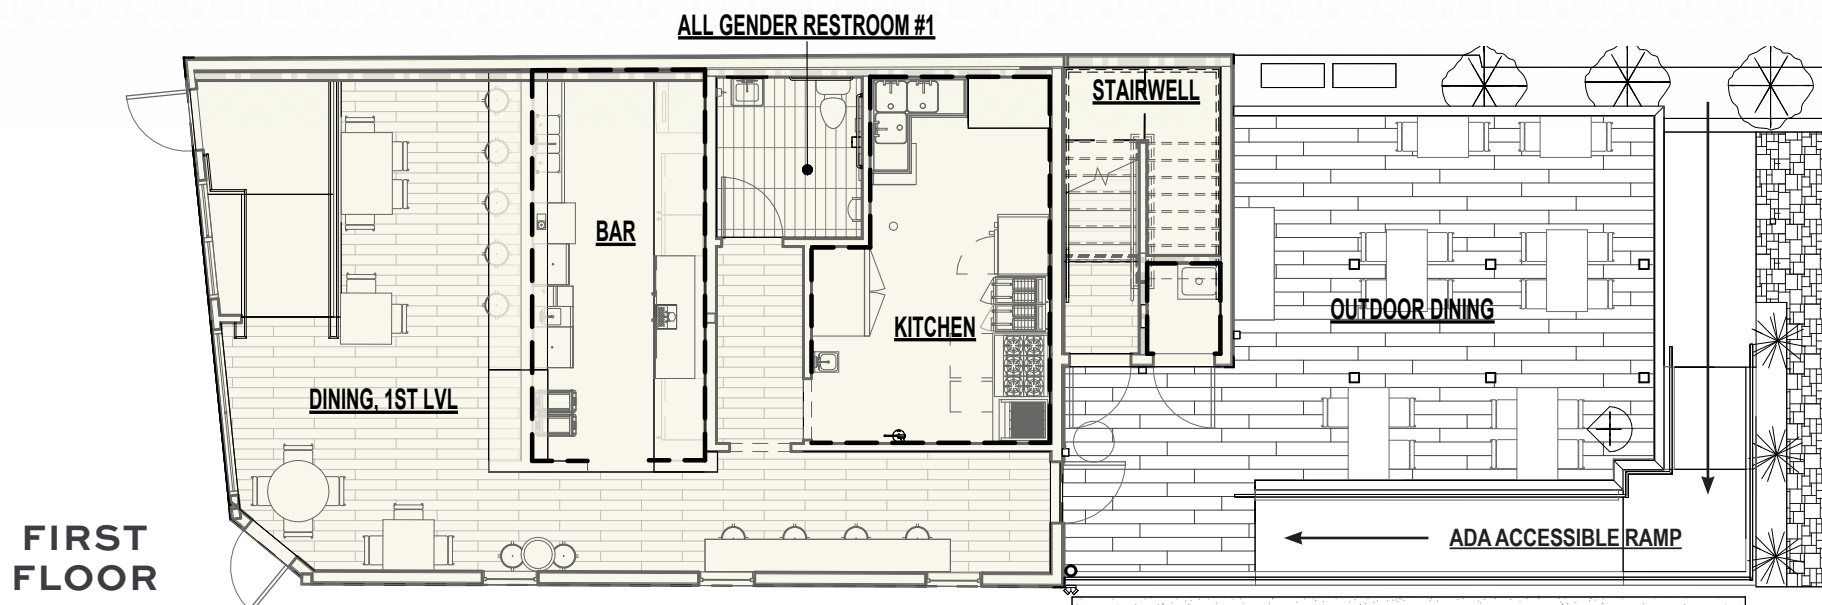 ALL GENDER RESTROOM #1
STAIRWELL
BAR
KITCHEN
OUTDOOR DINING
DINING, 1ST LVL
FIRST
FLOOR
ADA ACCESSIBLE RAMP